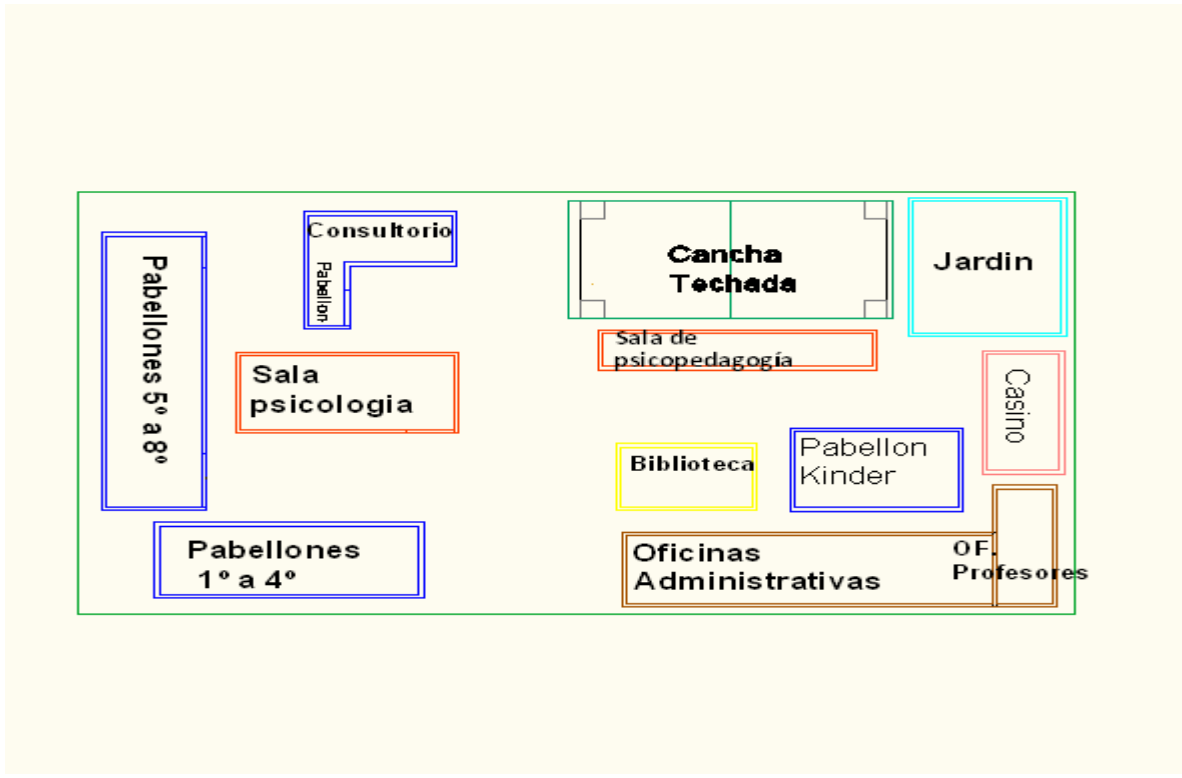 Consultorio
Pabellon
Pabellones 5º a 8º
Sala
psicologia
Pabellones
1º a 4º
Cancha
Techada
Jardin
Sala de
psicopedagogía
Casino
Biblioteca
Pabellon
Kinder
Oficinas
Administrativas
OF.
Profesores